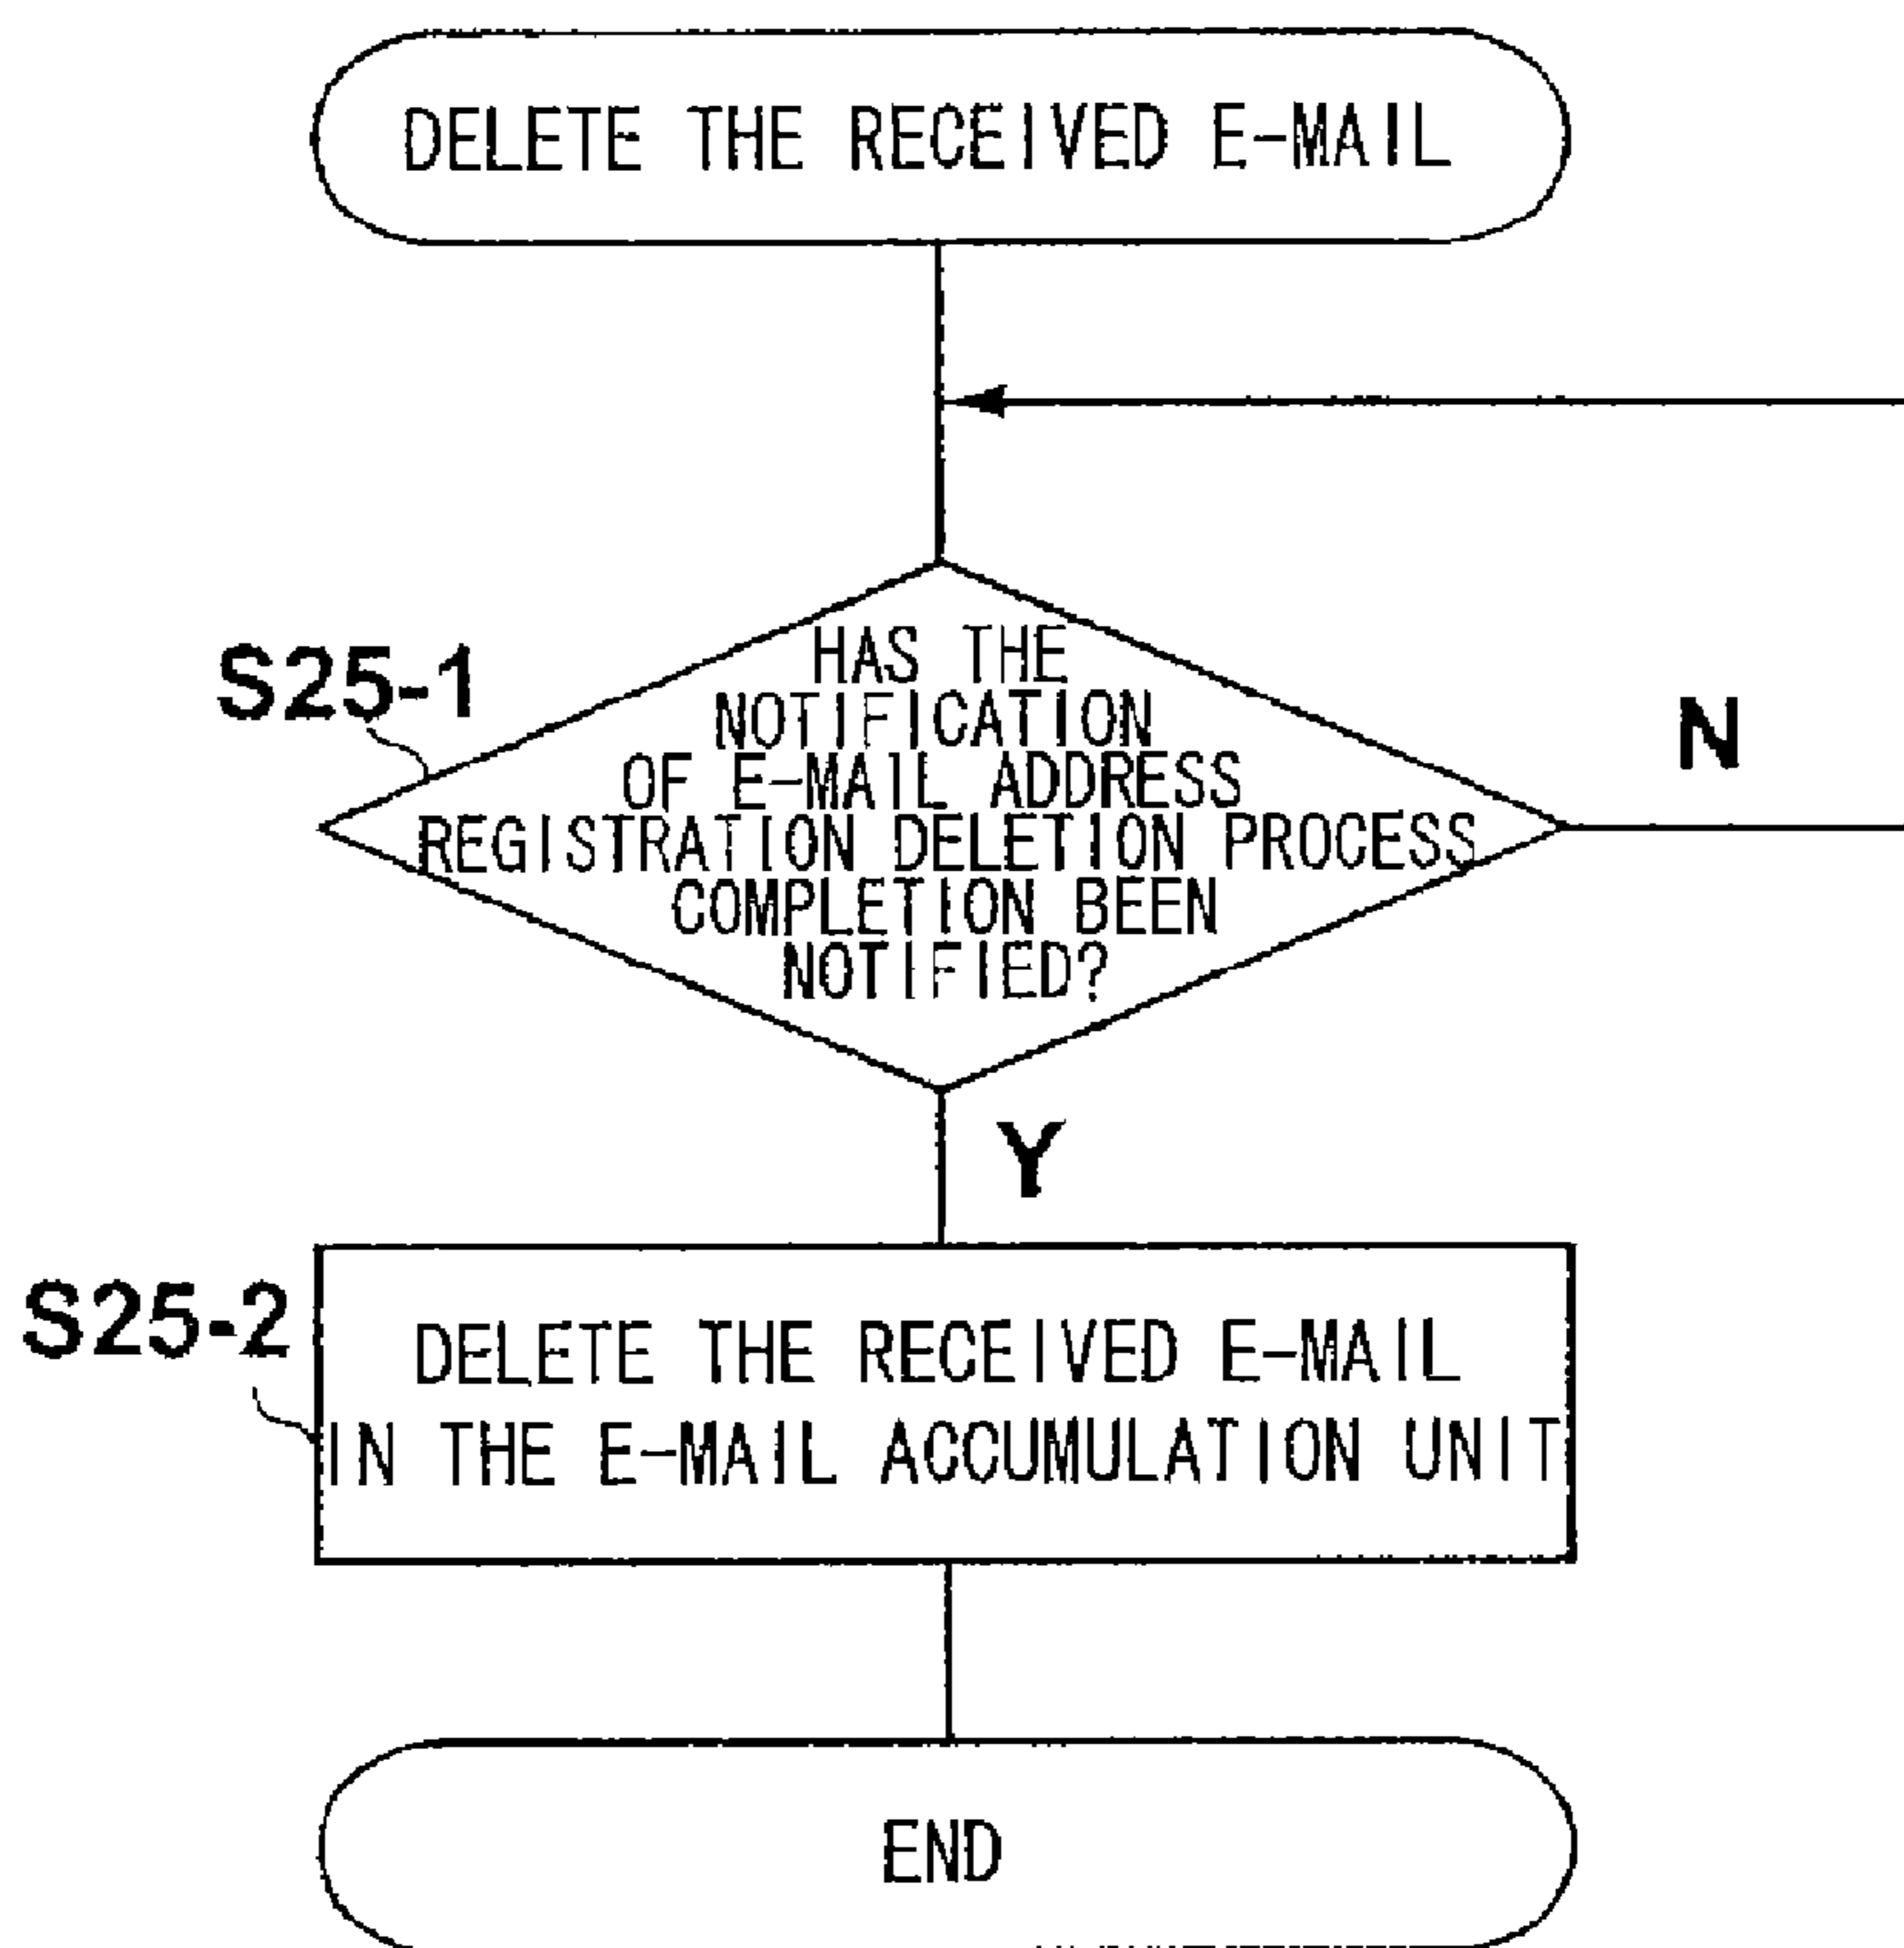 DELETE THE RECEIVED E-MAIL
S25-1
HAS THE
NOTIFICATION
OF E-MAIL ADDRESS
REGISTRATION DELETION PROCESS
COMPLETION BEEN
NOTIFIED?
N
Y
S25-2
DELETE THE RECEIVED E-MAIL
IN THE E-MAIL ACCUMULATION UNIT
END